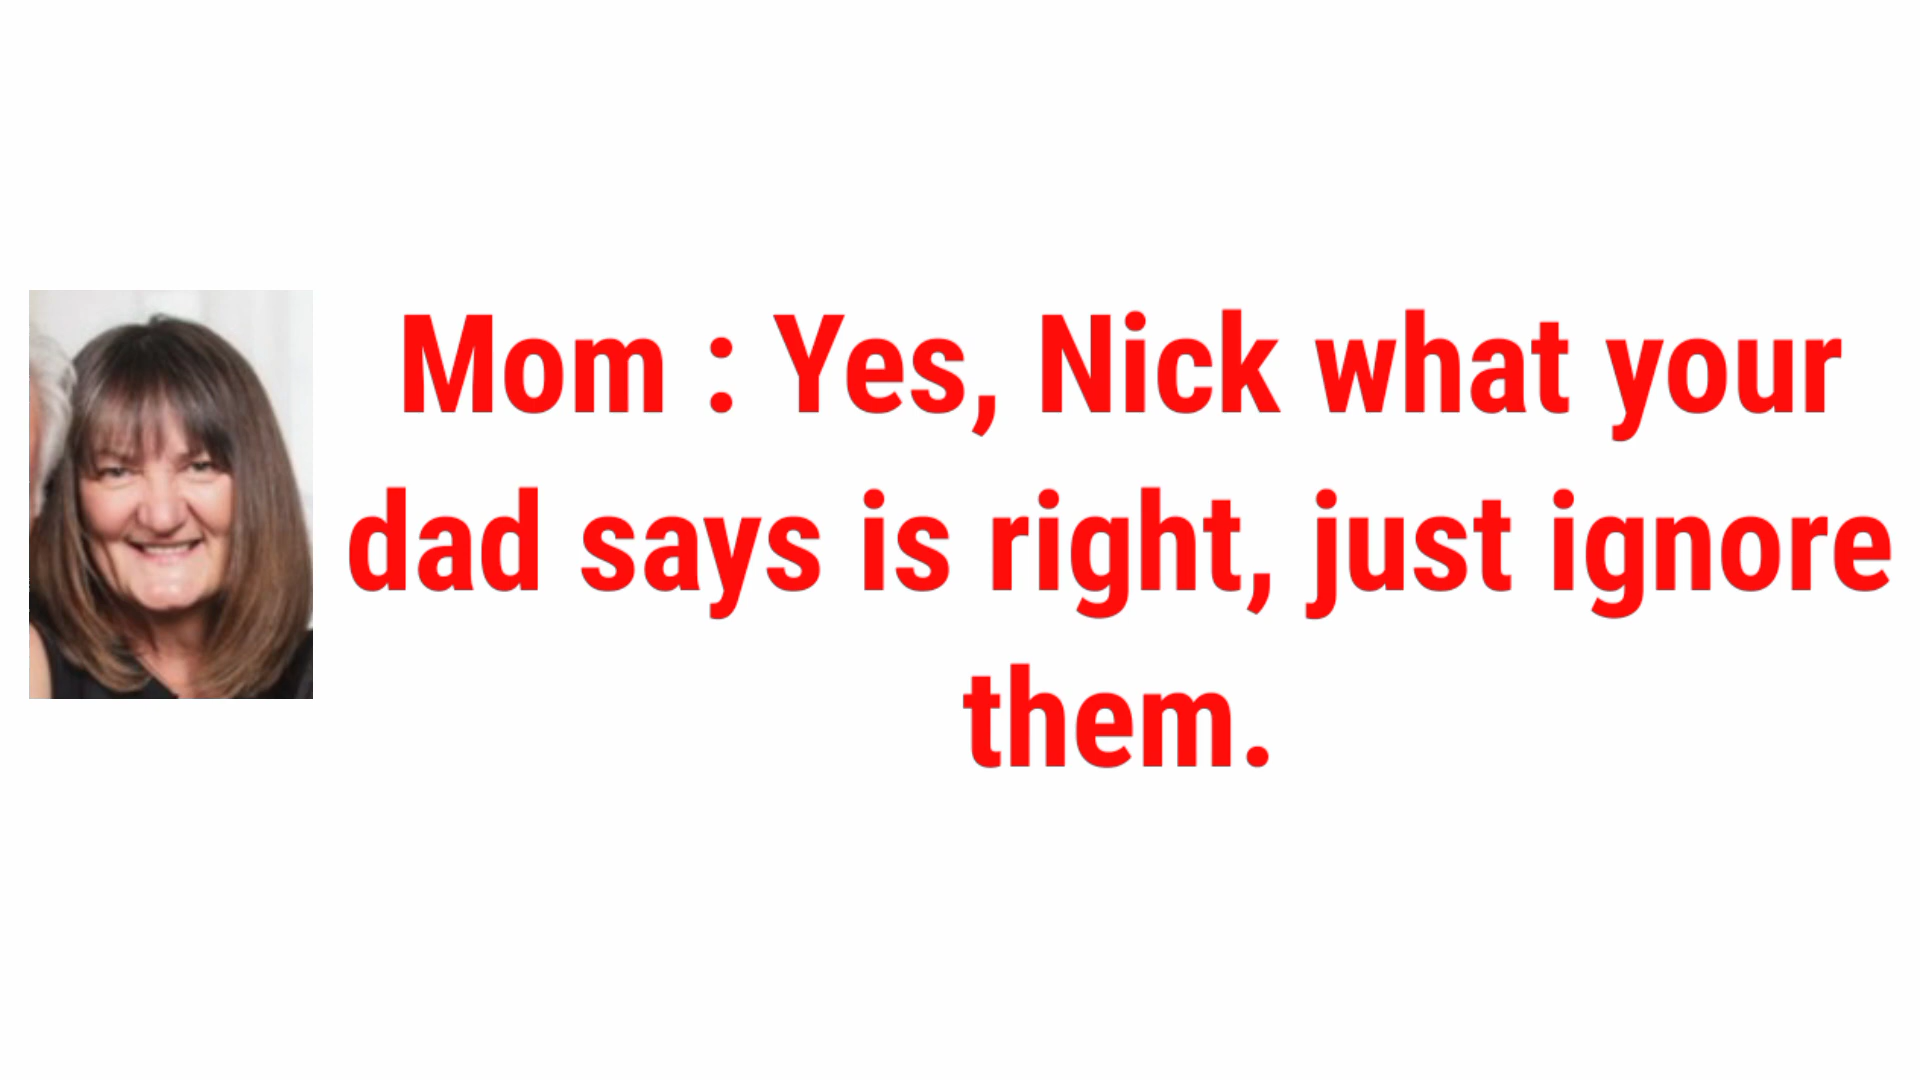 Mom : Yes, Nick what your
dad says is right, just ignore
them.